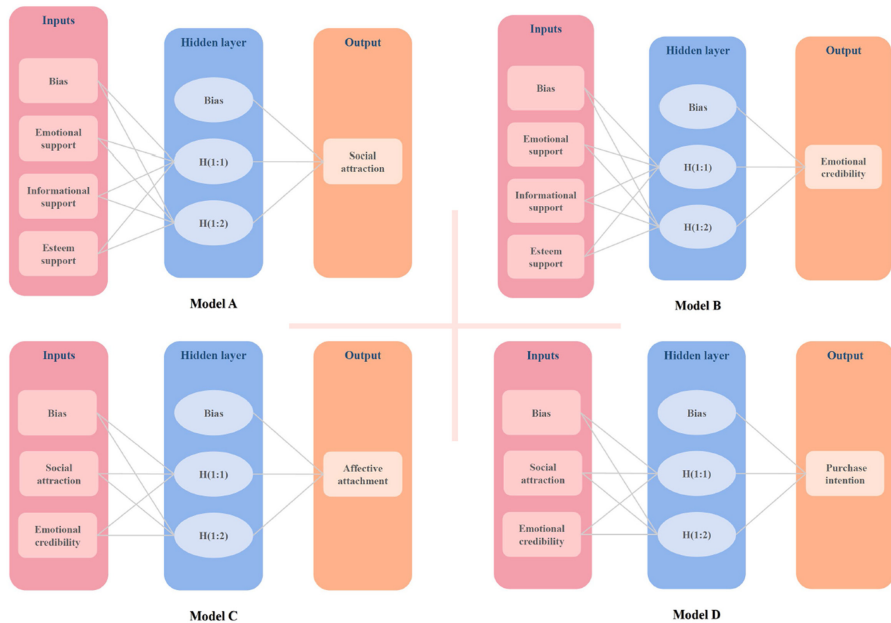 Inputs
Hidden layer
Output
Bias
Emotional
support
Informational
support
Esteem
support
Bias
H(1:1)
H(1:2)
Social
attraction
Model A
Inputs
Hidden layer
Output
Bias
Emotional
support
Informational
support
Esteem
support
Bias
H(1:1)
H(1:2)
Emotional
credibility
Model B
Inputs
Hidden layer
Output
Bias
Social
attraction
Emotional
credibility
Bias
H(1:1)
H(1:2)
Affective
attachment
Model C
Inputs
Hidden layer
Output
Bias
Social
attraction
Emotional
credibility
Bias
H(1:1)
H(1:2)
Purchase
intention
Model D